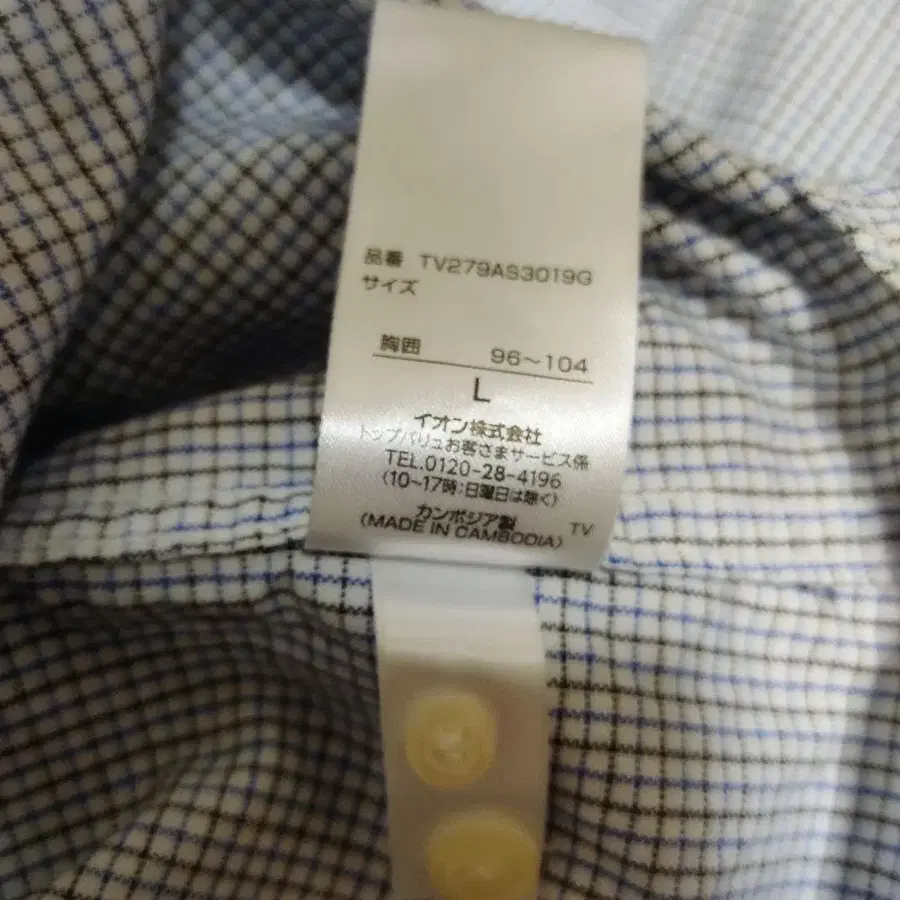 品番 TV279AS3019G
サイズ
胸囲 96～104
L
イオン株式会社
トップバリュお客さまサービス係
TEL.0120-28-4196
(10～17時:日曜日は除く)
カンボジア製
(MADE IN CAMBODIA) TV